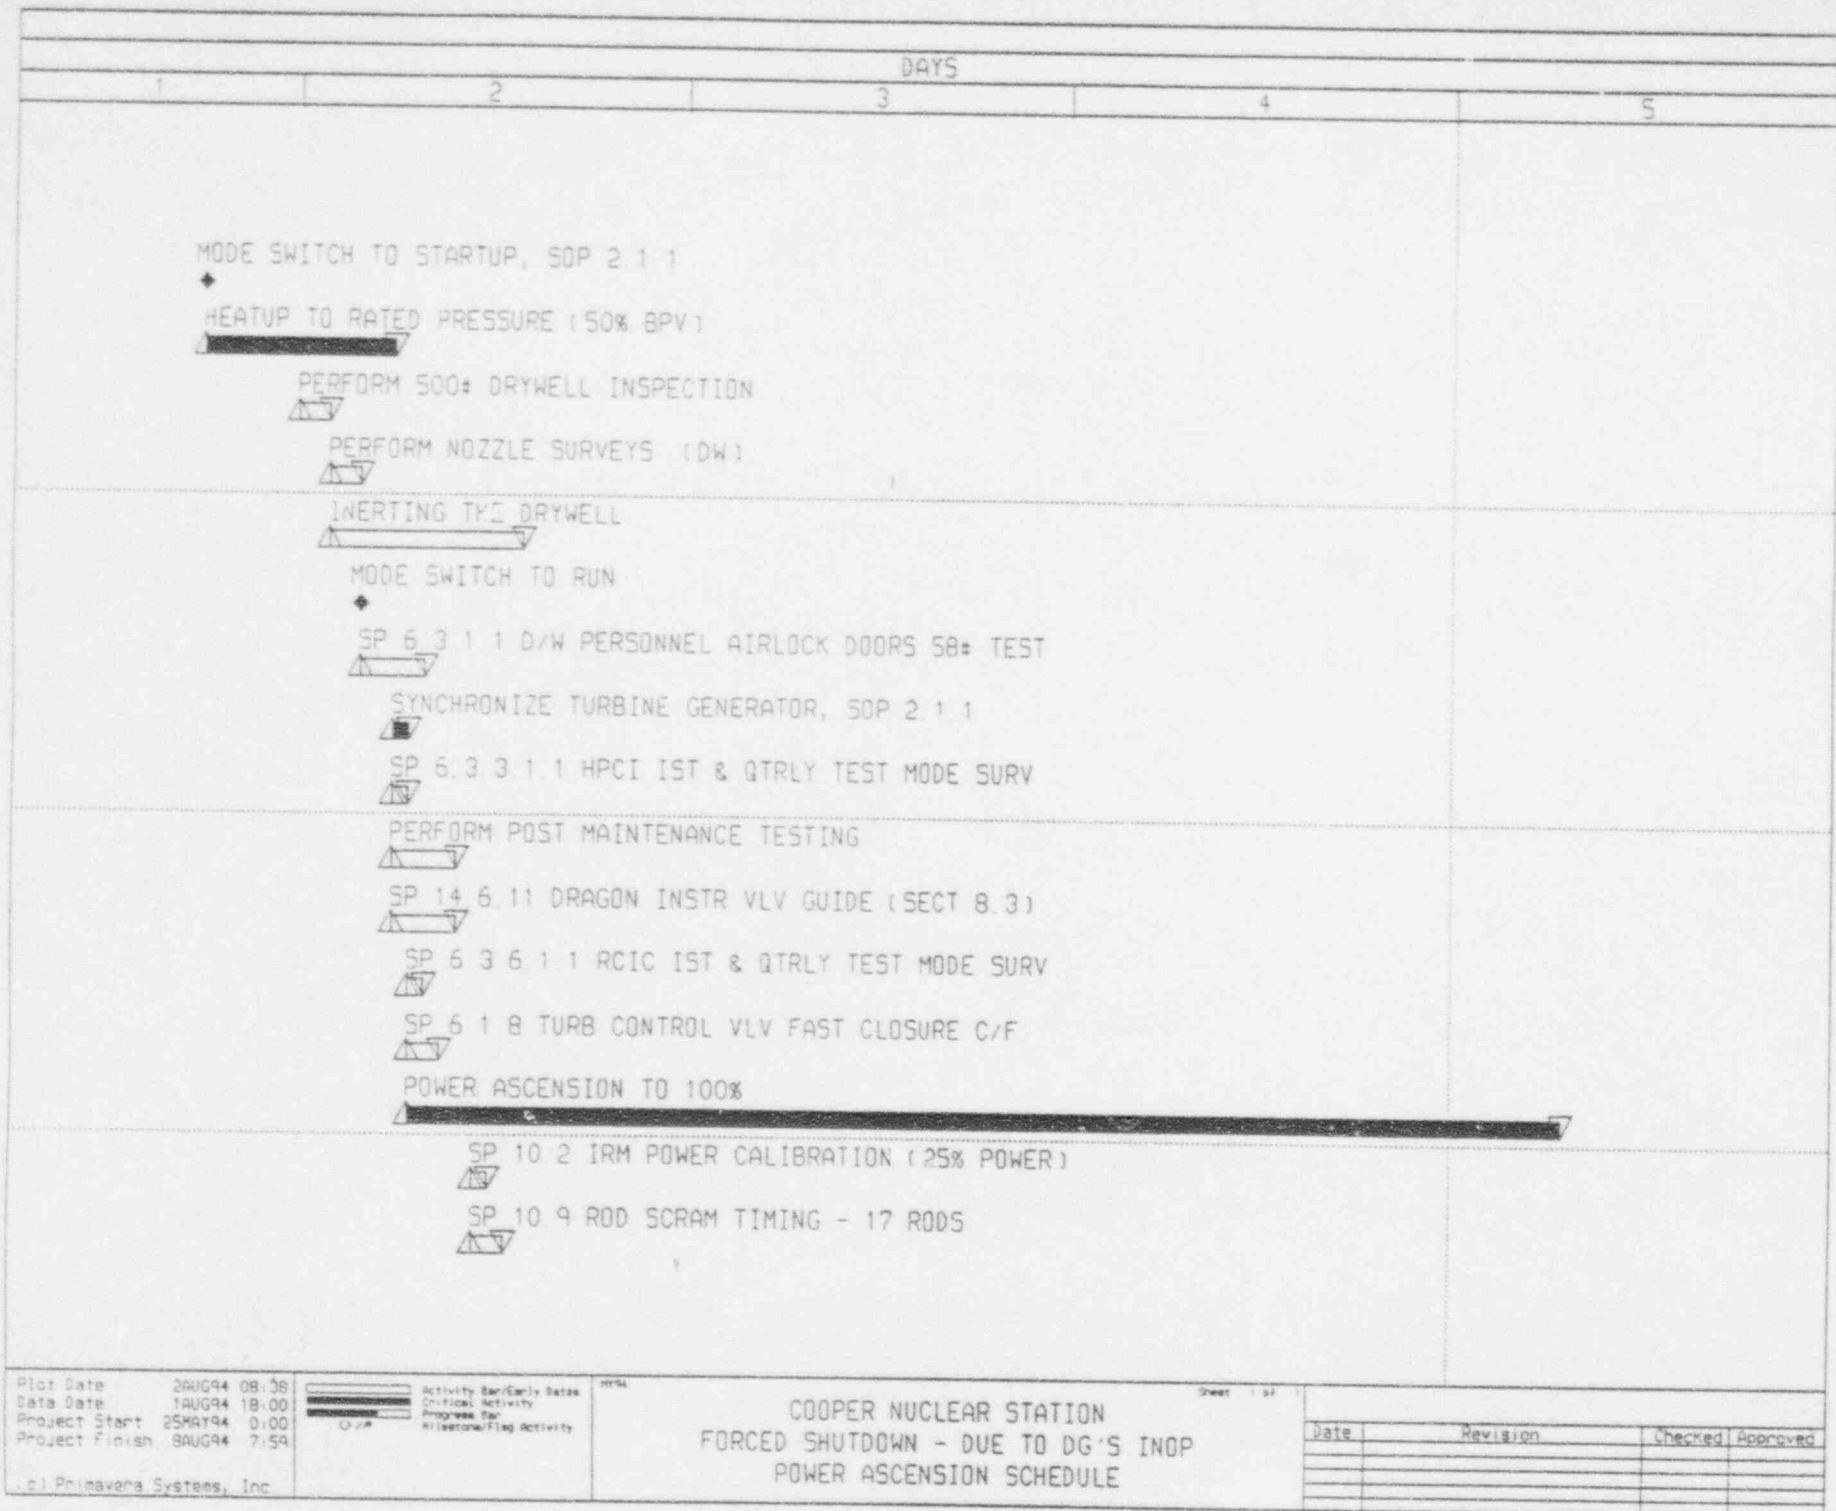 DAYS
1 2 3 4 5
MODE SWITCH TO STARTUP, SOP 2 1 1
HEATUP TO RATED PRESSURE (50% BPV)
PERFORM 500# DRYWELL INSPECTION
PERFORM NOZZLE SURVEYS (DW)
INERTING THE DRYWELL
MODE SWITCH TO RUN
SP 6 3 1 1 D/W PERSONNEL AIRLOCK DOORS 58# TEST
SYNCHRONIZE TURBINE GENERATOR, SOP 2 1 1
SP 6.3 3 1 1 HPCI IST & QTRLY TEST MODE SURV
PERFORM POST MAINTENANCE TESTING
SP 14 6.11 DRAGON INSTR VLV GUIDE (SECT 8.3)
SP 6 3 6 1 1 RCIC IST & QTRLY TEST MODE SURV
SP 6 1 8 TURB CONTROL VLV FAST CLOSURE C/F
POWER ASCENSION TO 100%
SP 10 2 IRM POWER CALIBRATION (25% POWER)
SP 10 9 ROD SCRAM TIMING - 17 RODS
Plot Date 2AUG94 08:38
Data Date 1AUG94 18:00
Project Start 25MAY94 0:00
Project Finish 8AUG94 7:59
(c) Primavera Systems, Inc
Activity Bar/Early Dates
Critical Activity
Progress Bar
Milestone/Flag Activity
HY94
Sheet 1 of 1
COOPER NUCLEAR STATION
FORCED SHUTDOWN - DUE TO DG'S INOP
POWER ASCENSION SCHEDULE
Date Revision Checked Approved